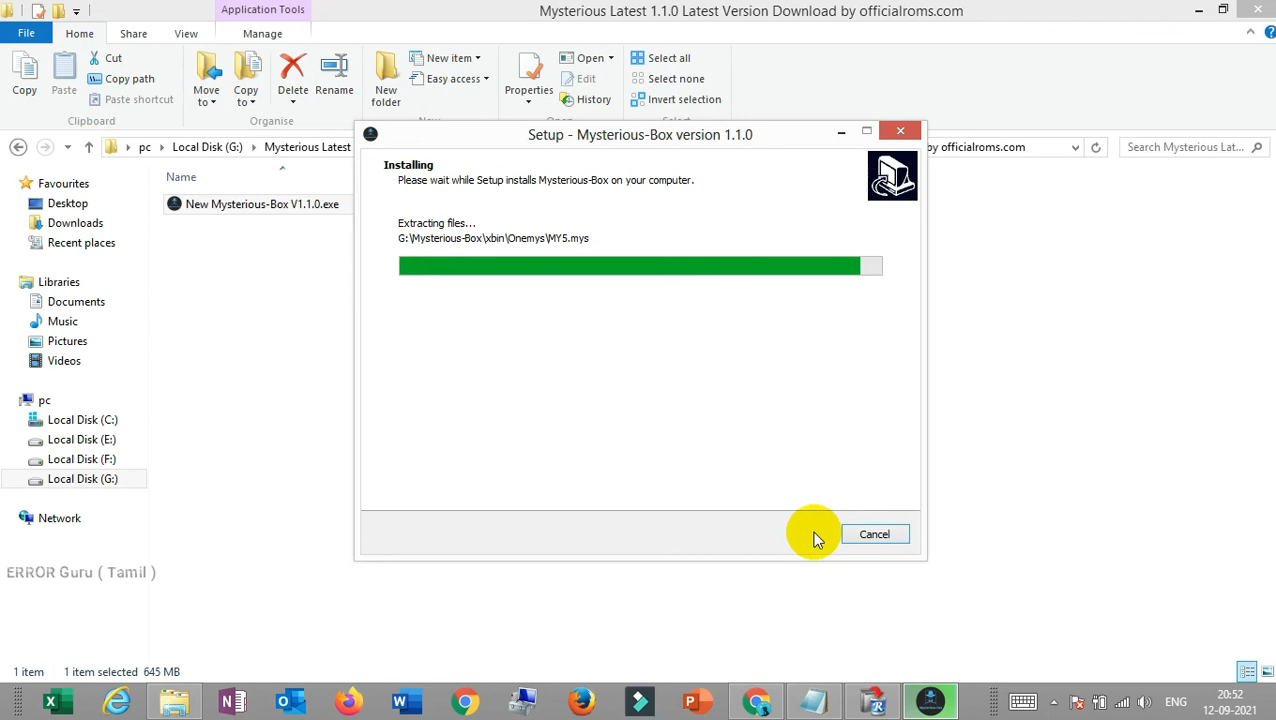 Application Tools
Mysterious Latest 1.1.0 Latest Version Download by officialroms.com
File
Home
Share
View
Manage
Copy
Paste
Cut
Copy path
Paste shortcut
Clipboard
Move to
Copy to
Delete
Rename
Organise
New folder
New item
Easy access
New
Properties
Open
Edit
History
Open
Select all
Select none
Invert selection
Select
pc
Local Disk (G:)
Mysterious Latest
by officialroms.com
Search Mysterious Lat...
Name
New Mysterious-Box V1.1.0.exe
Favourites
Desktop
Downloads
Recent places
Libraries
Documents
Music
Pictures
Videos
pc
Local Disk (C:)
Local Disk (E:)
Local Disk (F:)
Local Disk (G:)
Network
Setup - Mysterious-Box version 1.1.0
Installing
Please wait while Setup installs Mysterious-Box on your computer.
Extracting files...
G:\Mysterious-Box\xbin\Onemys\MY5.mys
Cancel
ERROR Guru ( Tamil )
1 item
1 item selected 645 MB
ENG
20:52
12-09-2021